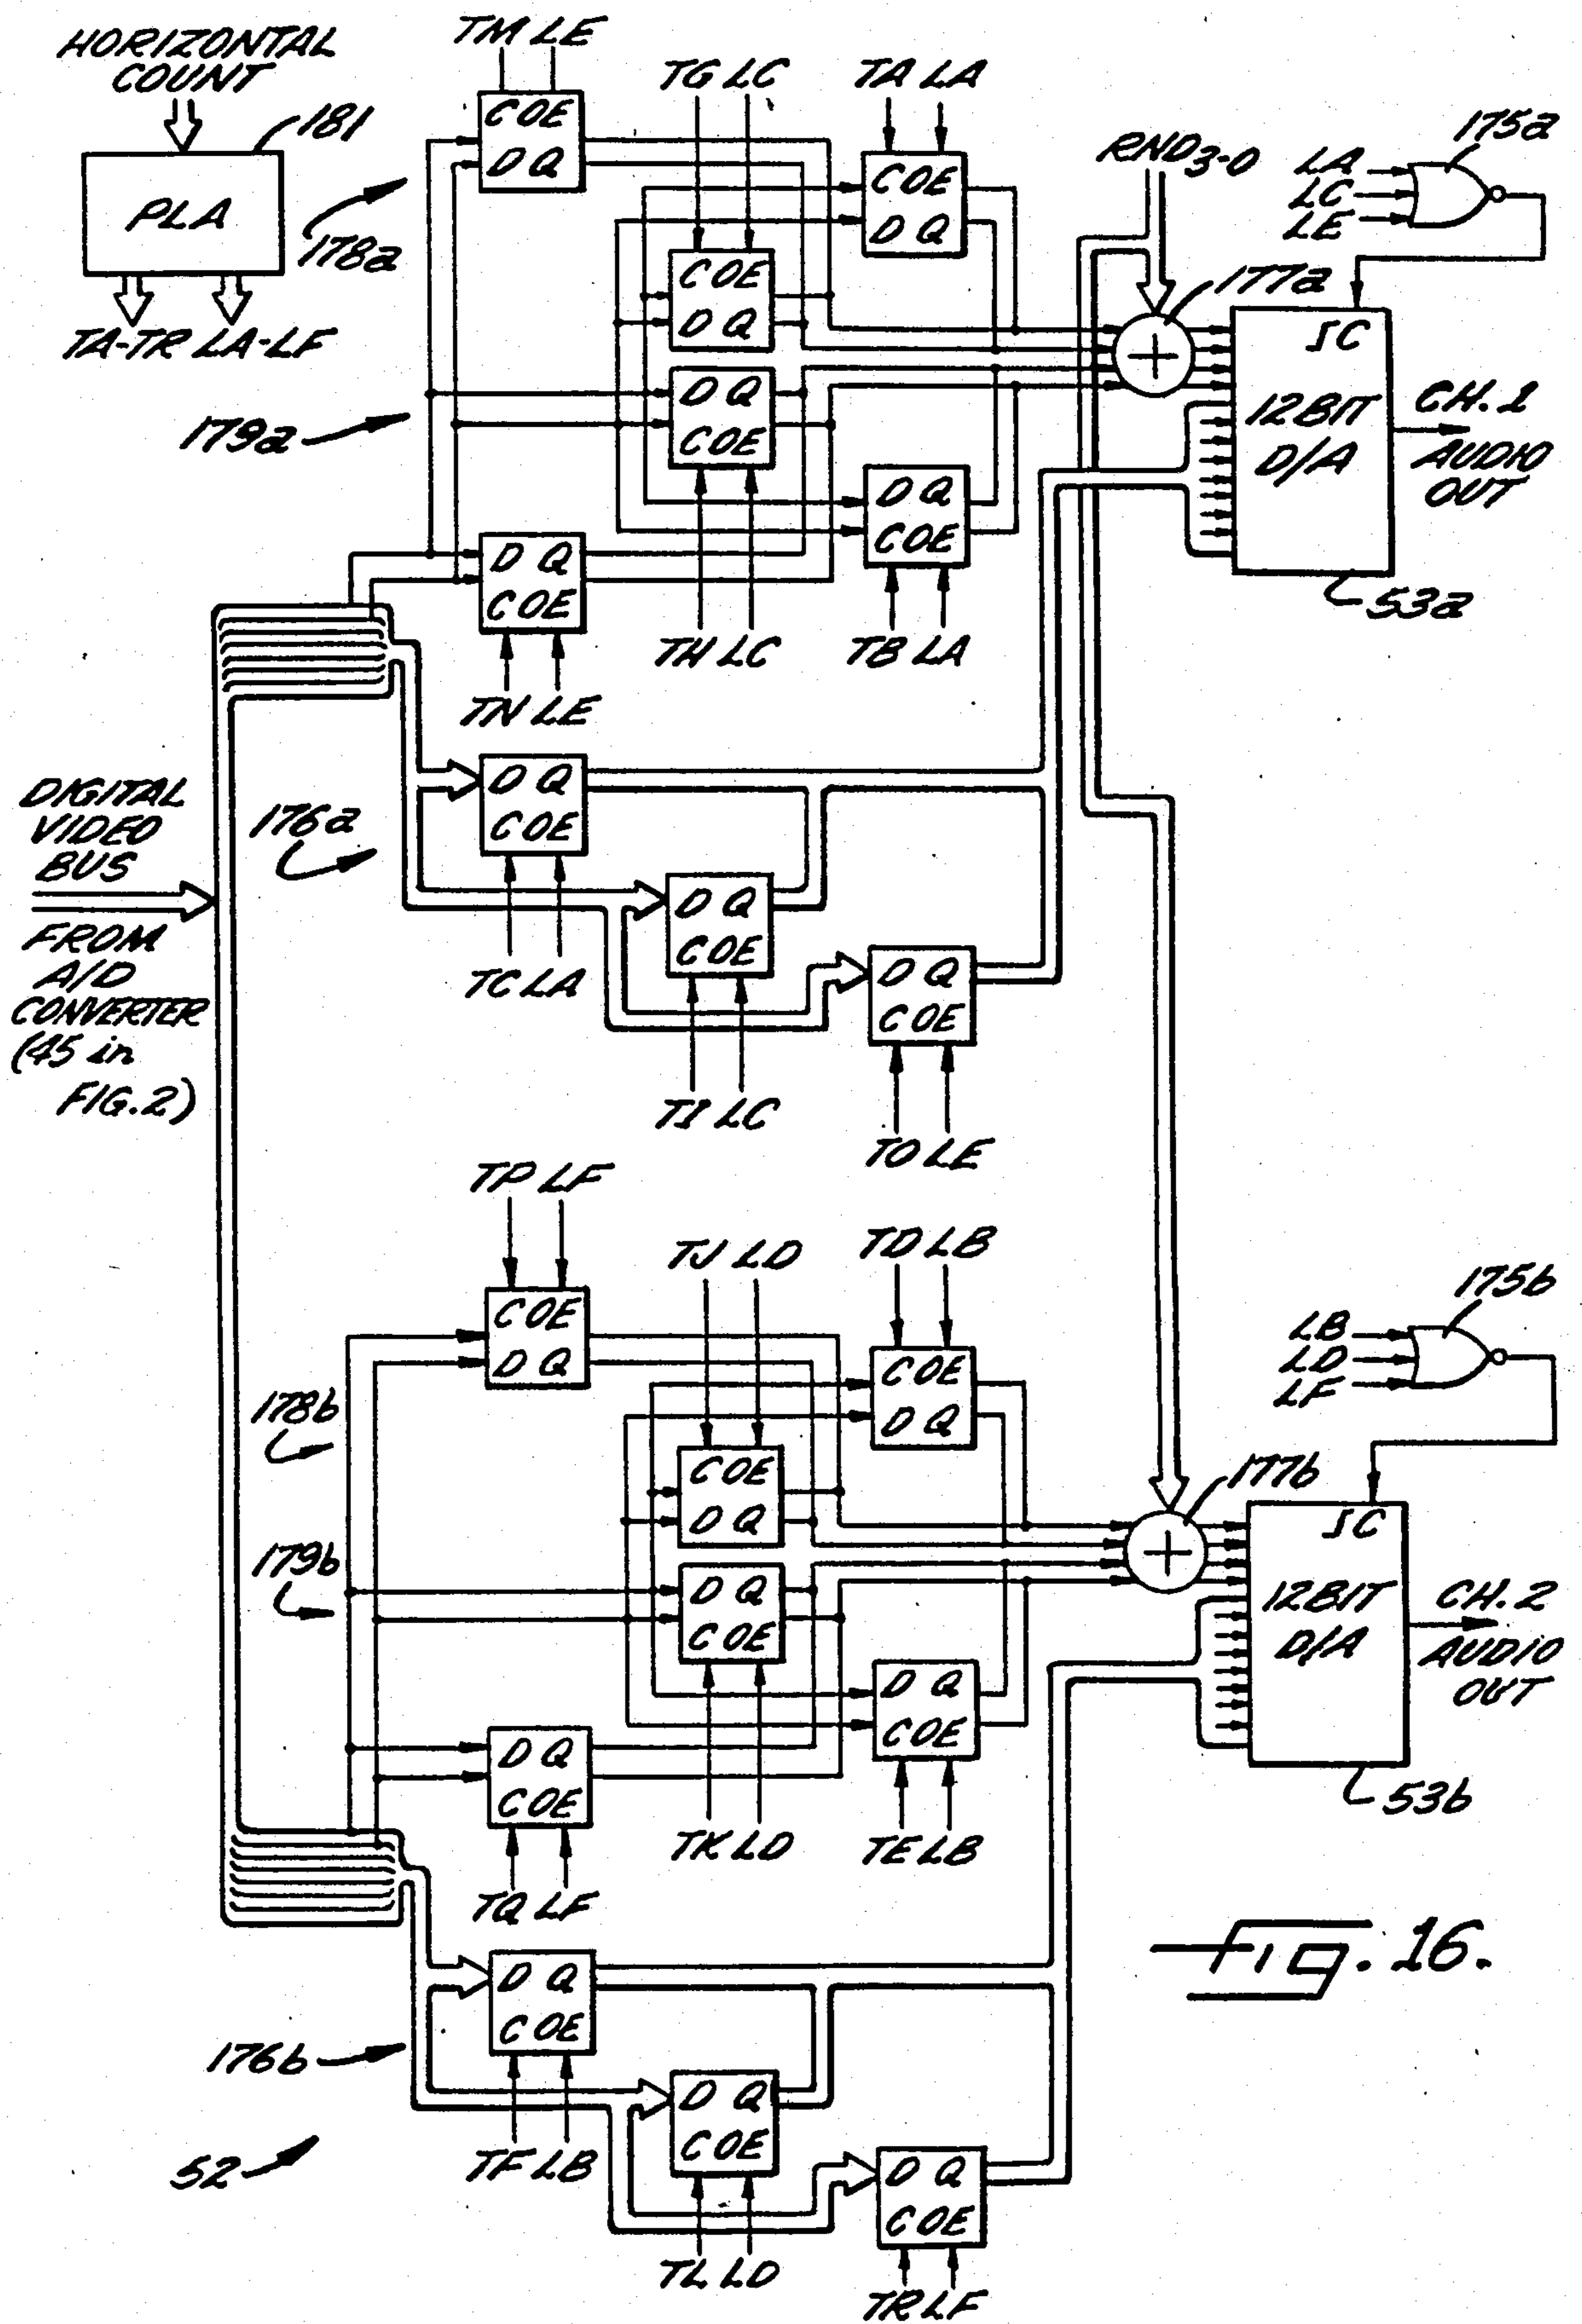 HORIZONTAL
COUNT
181
PLA
TA-TR LA-LF
178a
179a
TM LE
C OE
D Q
TG LC
C OE
D Q
TA LA
C OE
D Q
D Q
C OE
TH LC
D Q
C OE
TB LA
D Q
C OE
TN LE
RND3-0
LA
LC
LE
175a
177a
+
SC
12BIT
D/A
CH. 1
AUDIO
OUT
53a
DIGITAL
VIDEO
BUS
FROM
A/D
CONVERTER
(45 in
FIG. 2)
176a
D Q
C OE
TC LA
D Q
C OE
TI LC
D Q
C OE
TO LE
TP LF
C OE
D Q
TJ LD
C OE
D Q
TD LB
C OE
D Q
178b
179b
D Q
C OE
TK LD
D Q
C OE
TE LB
D Q
C OE
TQ LF
LB
LD
LF
175b
177b
+
SC
12BIT
D/A
CH. 2
AUDIO
OUT
53b
176b
52
D Q
C OE
TF LB
D Q
C OE
TL LD
D Q
C OE
TR LF
Fig. 16.